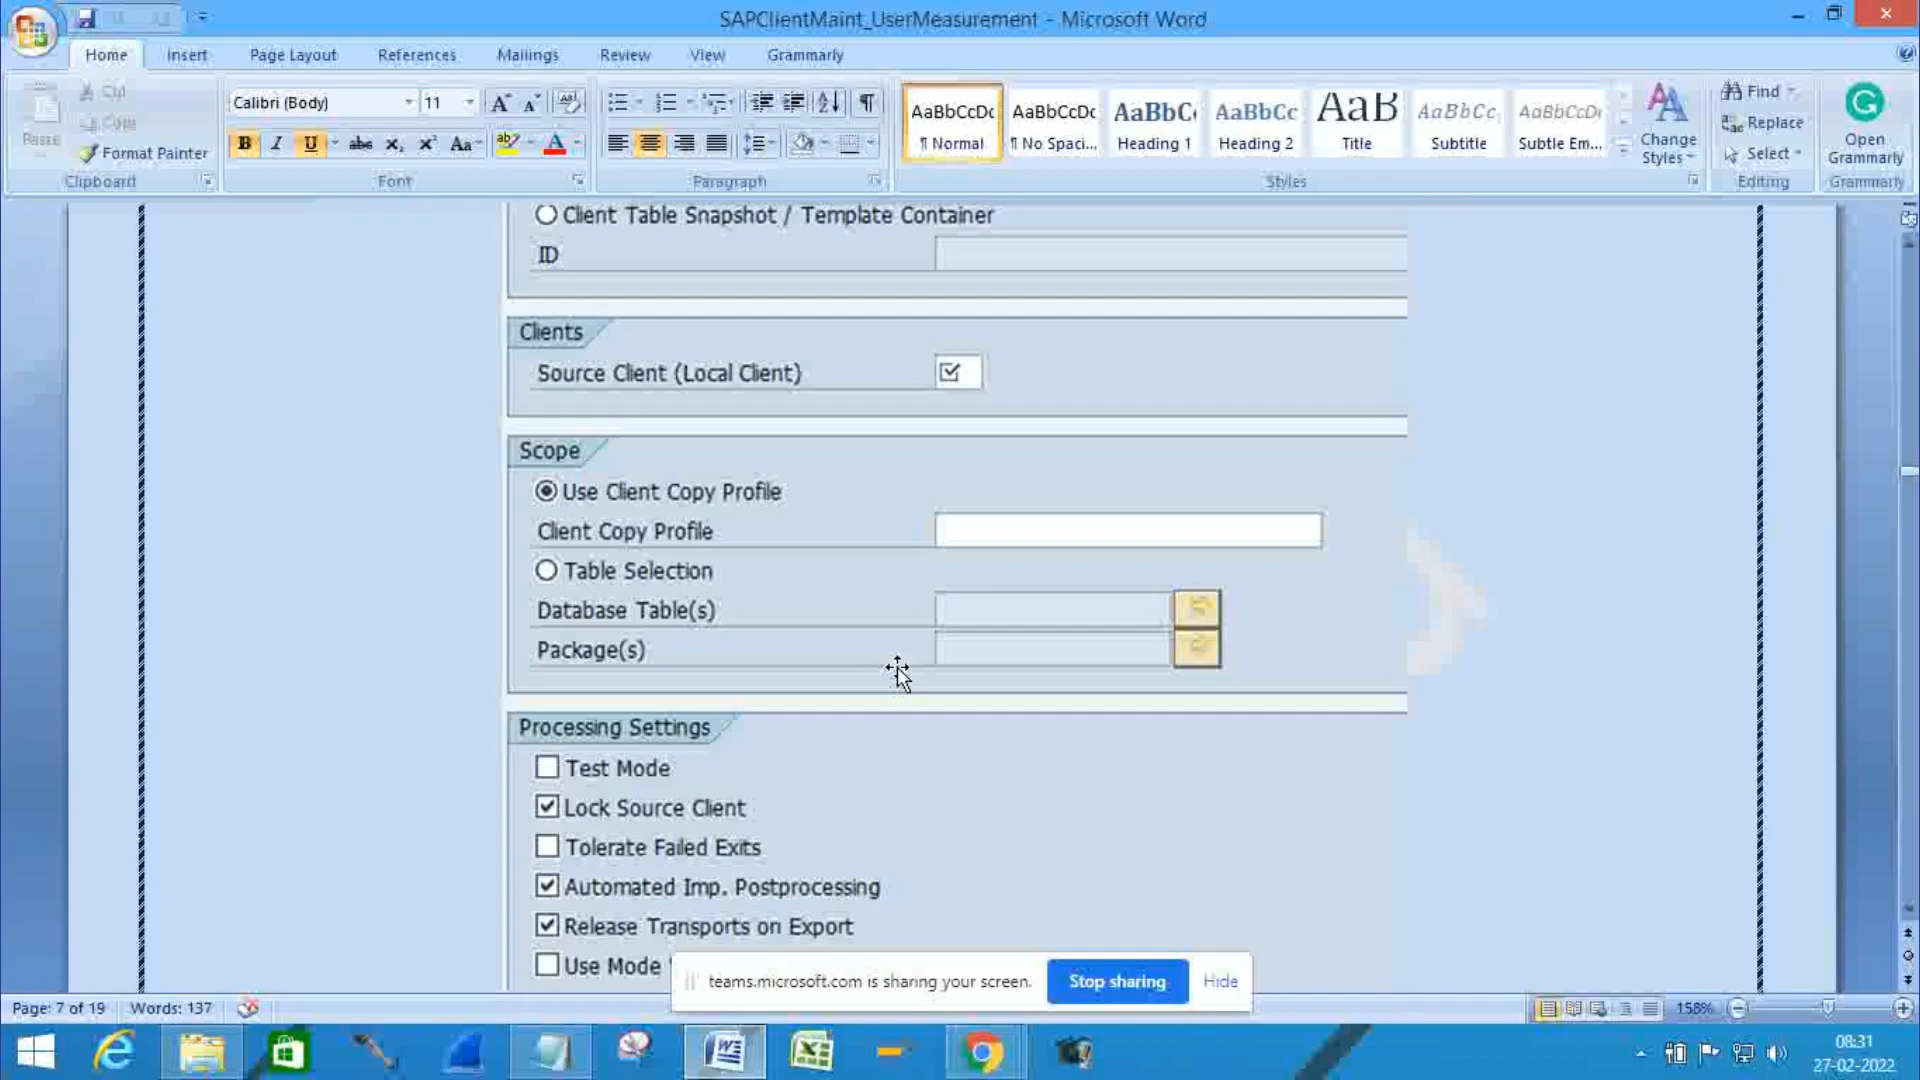 SAPClientMaint_UserMeasurement - Microsoft Word
Home Insert Page Layout References Mailings Review View Grammarly
Cut
Copy
Paste
Format Painter
Clipboard
Calibri (Body) 11
Font
Paragraph
AaBbCcDc AaBbCcDc AaBbC AaBbCc AaB AaBbCc. AaBbCcDi
¶ Normal ¶ No Spaci... Heading 1 Heading 2 Title Subtitle Subtle Em...
Change Styles
Styles
Find
Replace
Select
Editing
Open Grammarly
Grammarly
Client Table Snapshot / Template Container
ID
Clients
Source Client (Local Client)
Scope
Use Client Copy Profile
Client Copy Profile
Table Selection
Database Table(s)
Package(s)
Processing Settings
Test Mode
Lock Source Client
Tolerate Failed Exits
Automated Imp. Postprocessing
Release Transports on Export
Use Mode
teams.microsoft.com is sharing your screen. Stop sharing Hide
Page: 7 of 19 Words: 137 158%
08:31
27-02-2022